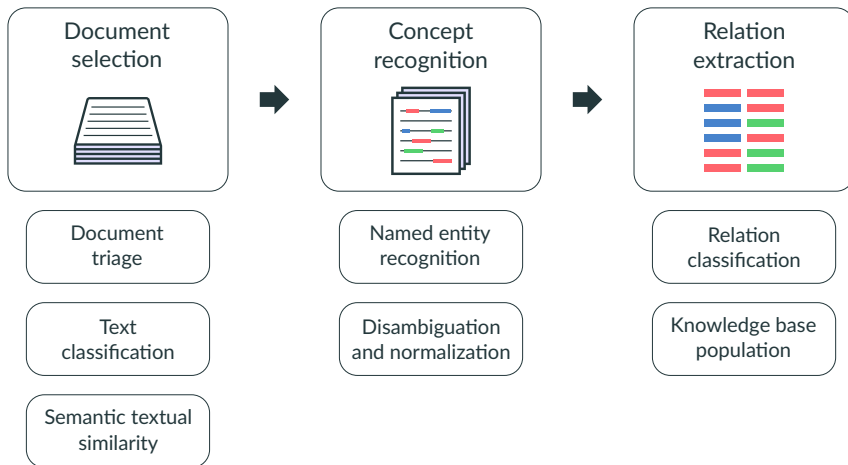 Document
selection
Concept
recognition
Relation
extraction
Document
triage
Text
classification
Semantic textual
similarity
Named entity
recognition
Disambiguation
and normalization
Relation
classification
Knowledge base
population